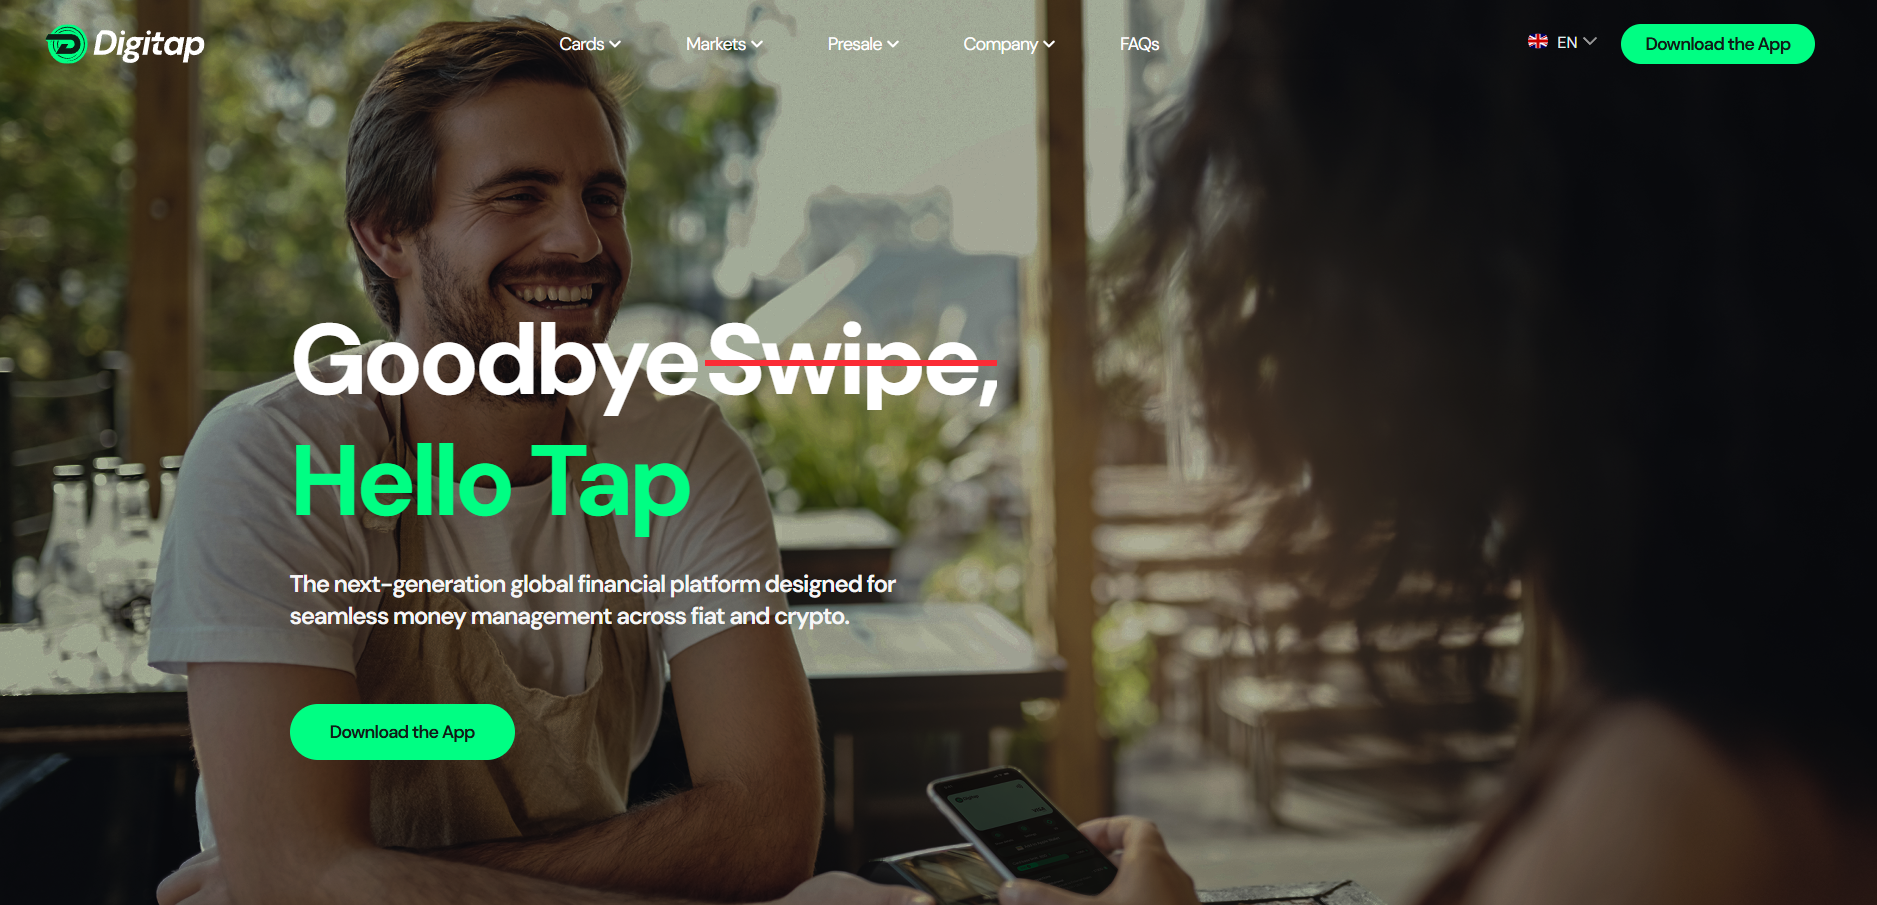 Digitap
Cards
Markets
Presale
Company
FAQs
EN
Download the App
Goodbye Swipe,
Hello Tap
The next-generation global financial platform designed for
seamless money management across fiat and crypto.
Download the App